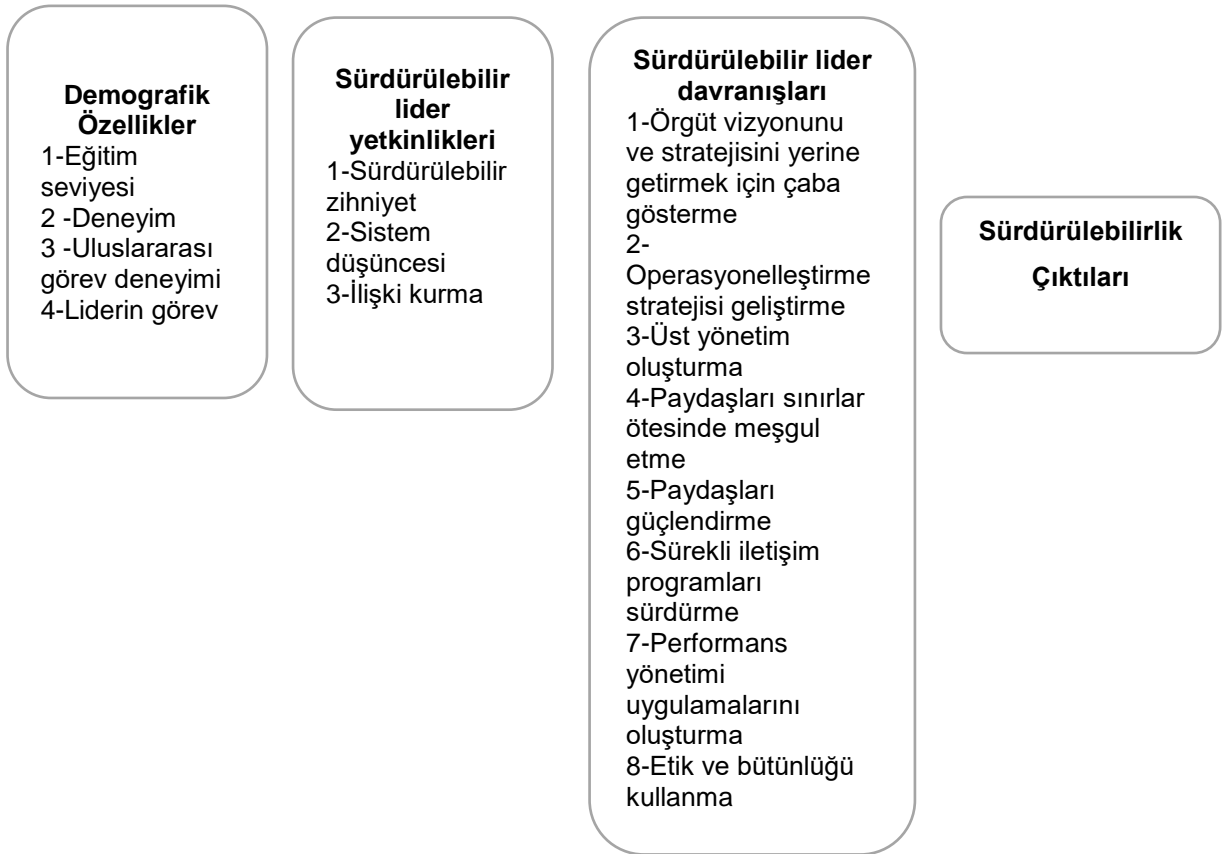 Demografik
Özellikler
1-Eğitim
seviyesi
2 -Deneyim
3 -Uluslararası
görev deneyimi
4-Liderin görev
Sürdürülebilir
lider
yetkinlikleri
1-Sürdürülebilir
zihniyet
2-Sistem
düşüncesi
3-İlişki kurma
Sürdürülebilir lider
davranışları
1-Örgüt vizyonunu
ve stratejisini yerine
getirmek için çaba
gösterme
2-
Operasyonelleştirme
stratejisi geliştirme
3-Üst yönetim
oluşturma
4-Paydaşları sınırlar
ötesinde meşgul
etme
5-Paydaşları
güçlendirme
6-Sürekli iletişim
programları
sürdürme
7-Performans
yönetimi
uygulamalarını
oluşturma
8-Etik ve bütünlüğü
kullanma
Sürdürülebilirlik
Çıktıları